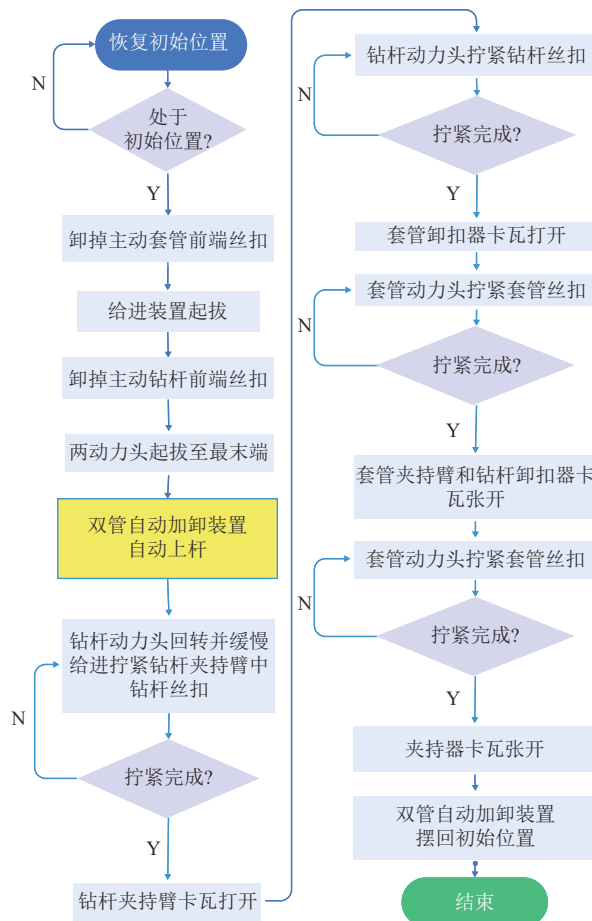 恢复初始位置
N
处于
初始位置?
Y
卸掉主动套管前端丝扣
给进装置起拔
卸掉主动钻杆前端丝扣
两动力头起拔至最末端
双管自动加卸装置
自动上杆
钻杆动力头回转并缓慢
给进拧紧钻杆夹持臂中
钻杆丝扣
N
拧紧完成?
Y
钻杆夹持臂卡瓦打开
钻杆动力头拧紧钻杆丝扣
N
拧紧完成?
Y
套管卸扣器卡瓦打开
套管动力头拧紧套管丝扣
N
拧紧完成?
Y
套管夹持臂和钻杆卸扣器卡
瓦张开
套管动力头拧紧套管丝扣
N
拧紧完成?
Y
夹持器卡瓦张开
双管自动加卸装置
摆回初始位置
结束